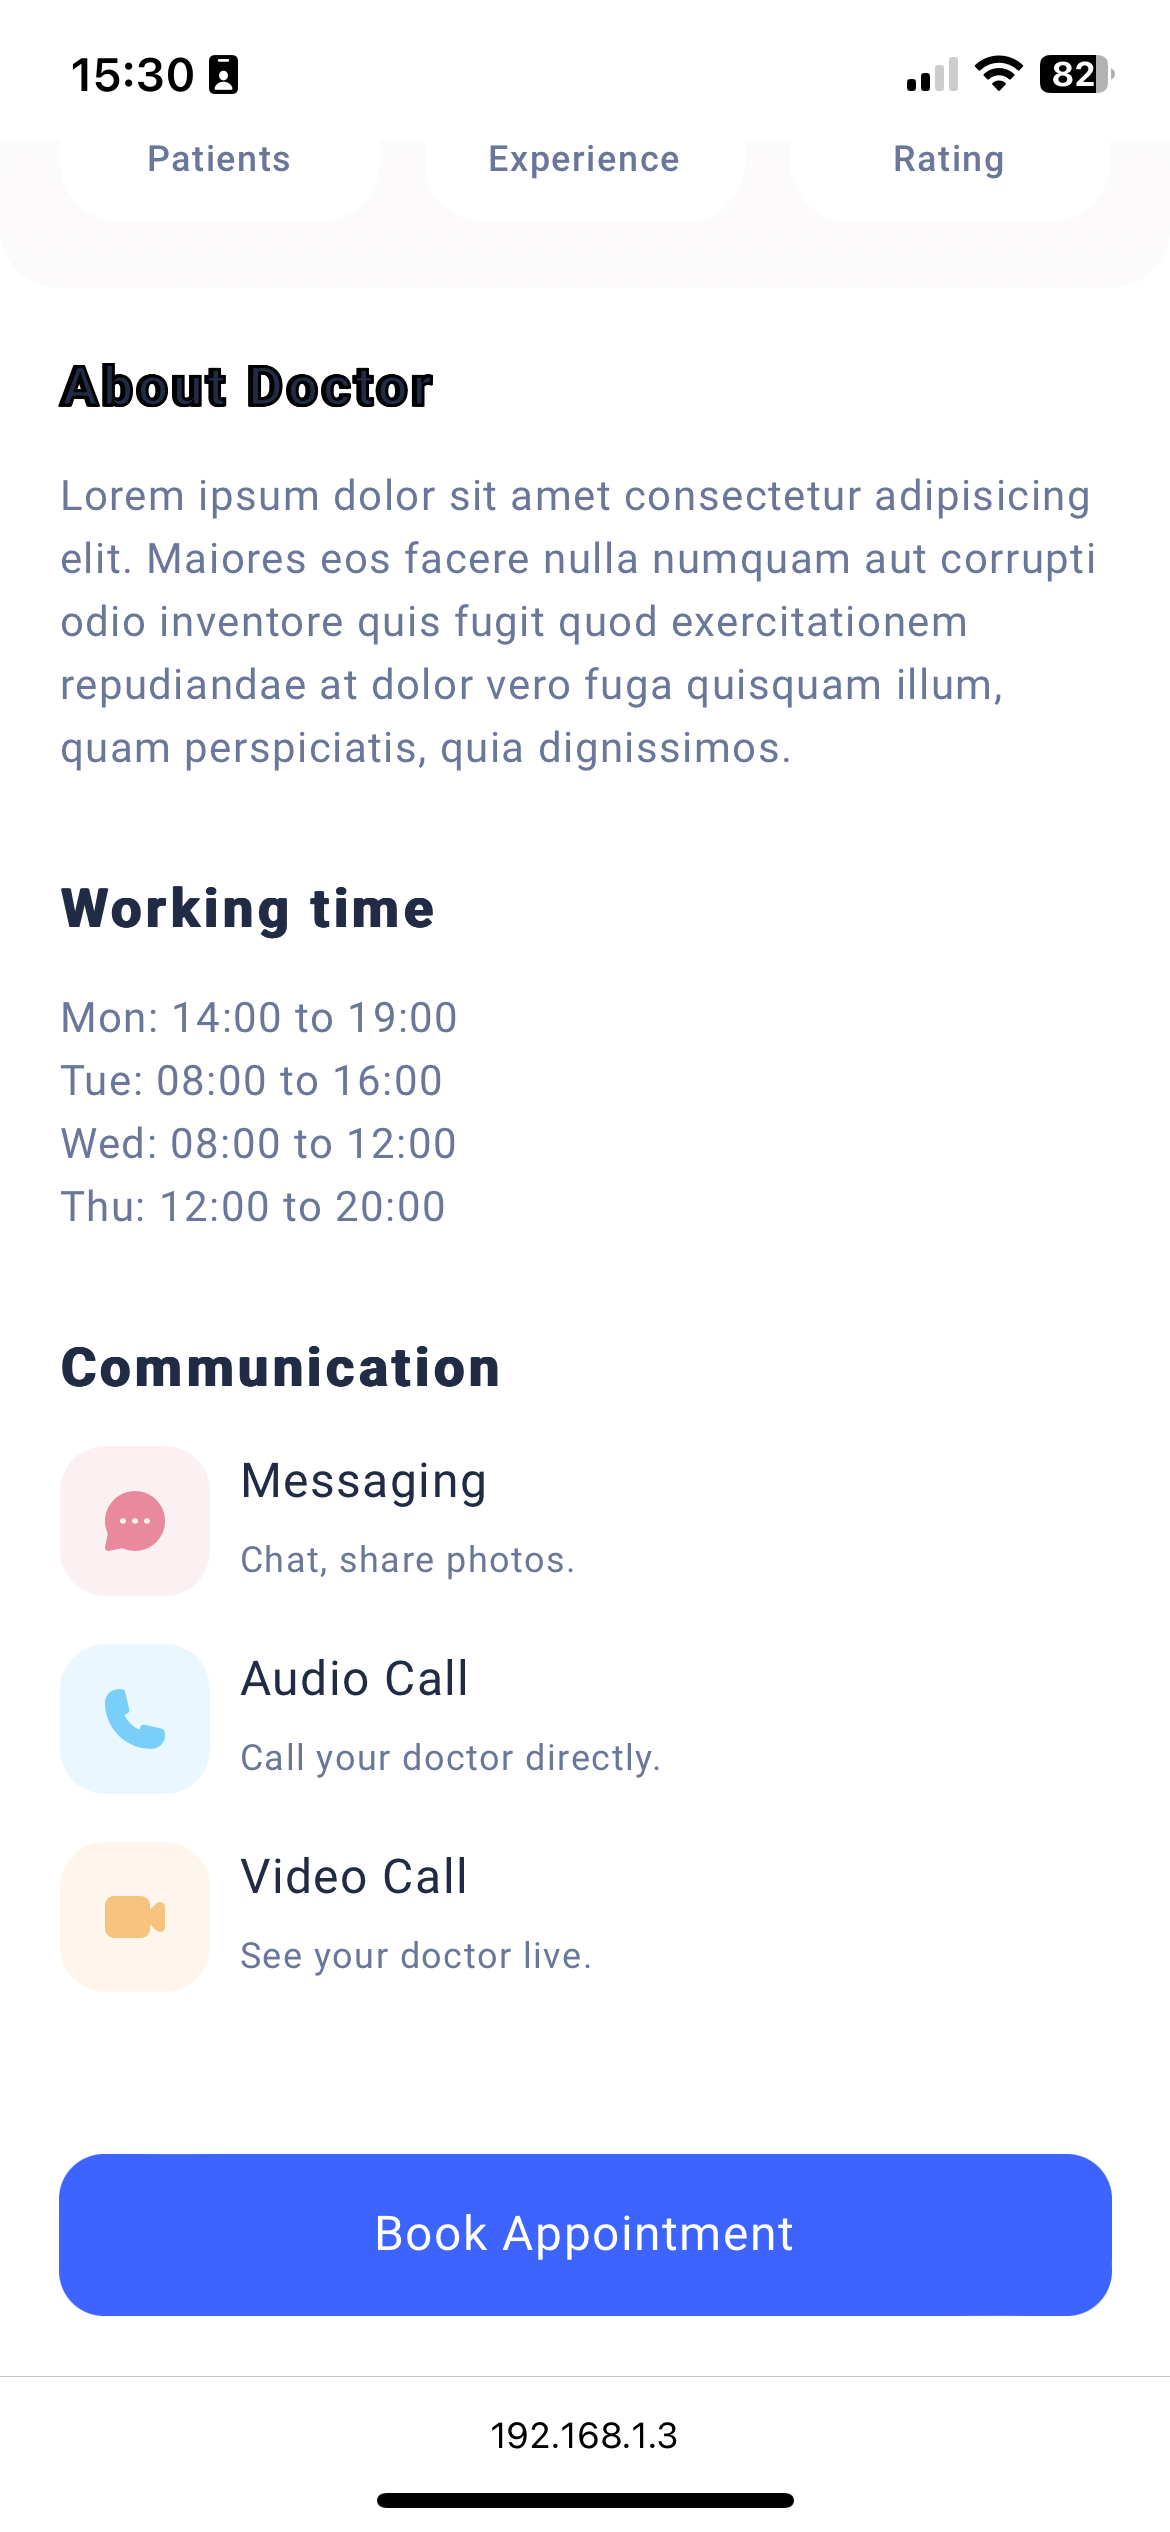 15:30
82
Patients
Experience
Rating
About Doctor
Lorem ipsum dolor sit amet consectetur adipisicing
elit. Maiores eos facere nulla numquam aut corrupti
odio inventore quis fugit quod exercitationem
repudiandae at dolor vero fuga quisquam illum,
quam perspiciatis, quia dignissimos.
Working time
Mon: 14:00 to 19:00
Tue: 08:00 to 16:00
Wed: 08:00 to 12:00
Thu: 12:00 to 20:00
Communication
Messaging
Chat, share photos.
Audio Call
Call your doctor directly.
Video Call
See your doctor live.
Book Appointment
192.168.1.3